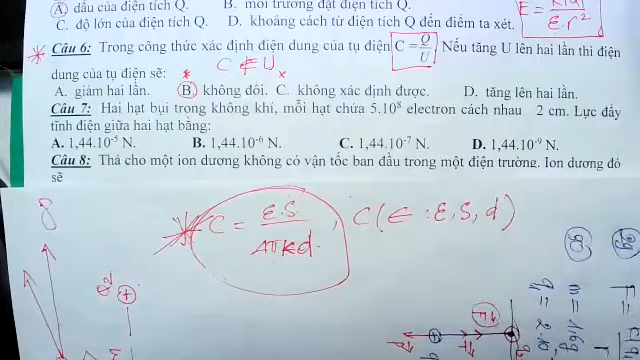 A. dấu của điện tích Q. B. môi trường đặt điện tích Q.
C. độ lớn của điện tích Q. D. khoảng cách từ điện tích Q đến điểm ta xét.
ε.r²
Câu 6: Trong công thức xác định điện dung của tụ điện C = Q/U. Nếu tăng U lên hai lần thì điện
dung của tụ điện sẽ:
C ∉ U
A. giảm hai lần. B. không đổi. C. không xác định được. D. tăng lên hai lần.
Câu 7: Hai hạt bụi trong không khí, mỗi hạt chứa 5.10⁸ electron cách nhau 2 cm. Lực đẩy
tĩnh điện giữa hai hạt bằng:
A. 1,44.10⁻⁵ N. B. 1,44.10⁻⁶ N. C. 1,44.10⁻⁷ N. D. 1,44.10⁻⁹ N.
Câu 8: Thả cho một ion dương không có vận tốc ban đầu trong một điện trường. Ion dương đó
sẽ
C = ε.S / 4πkd, C(∈ : ε, S, d)